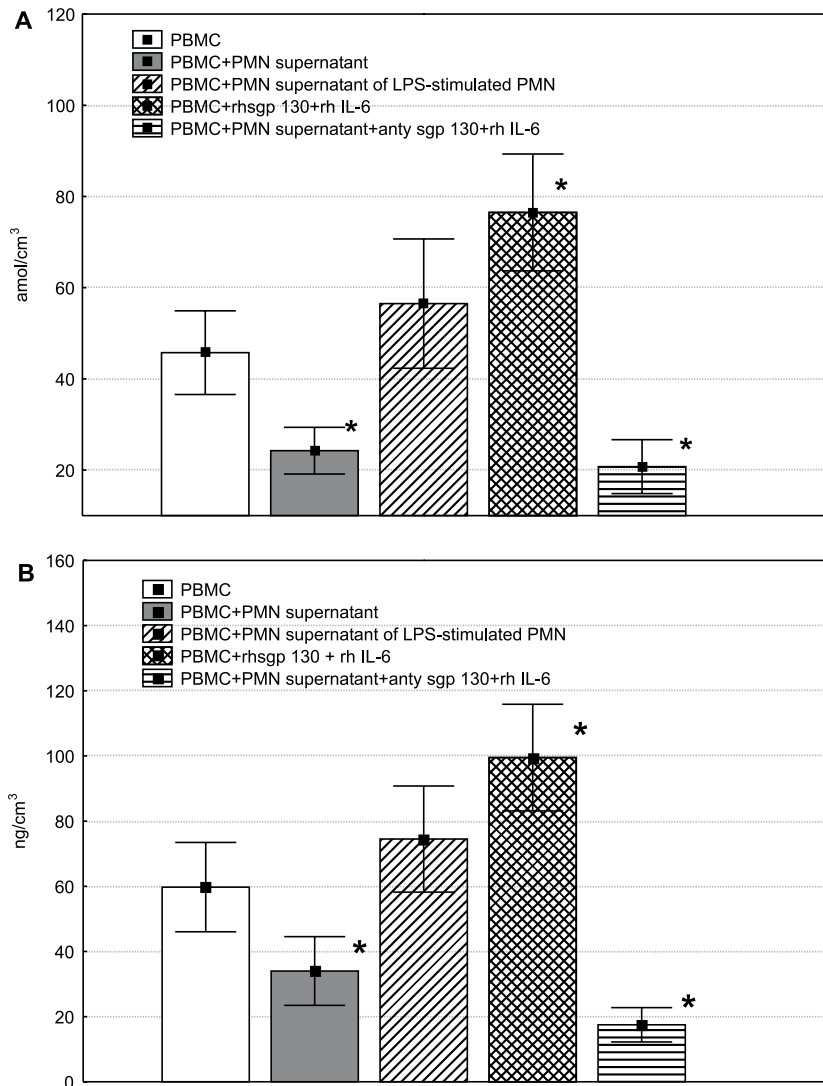 A
120
100
80
60
40
20
amol/cm³
PBMC
PBMC+PMN supernatant
PBMC+PMN supernatant of LPS-stimulated PMN
PBMC+rhsgp 130+rh IL-6
PBMC+PMN supernatant+anty sgp 130+rh IL-6
*
*
*
B
160
140
120
100
80
60
40
20
0
ng/cm³
PBMC
PBMC+PMN supernatant
PBMC+PMN supernatant of LPS-stimulated PMN
PBMC+rhsgp 130 + rh IL-6
PBMC+PMN supernatant+anty sgp 130+rh IL-6
*
*
*